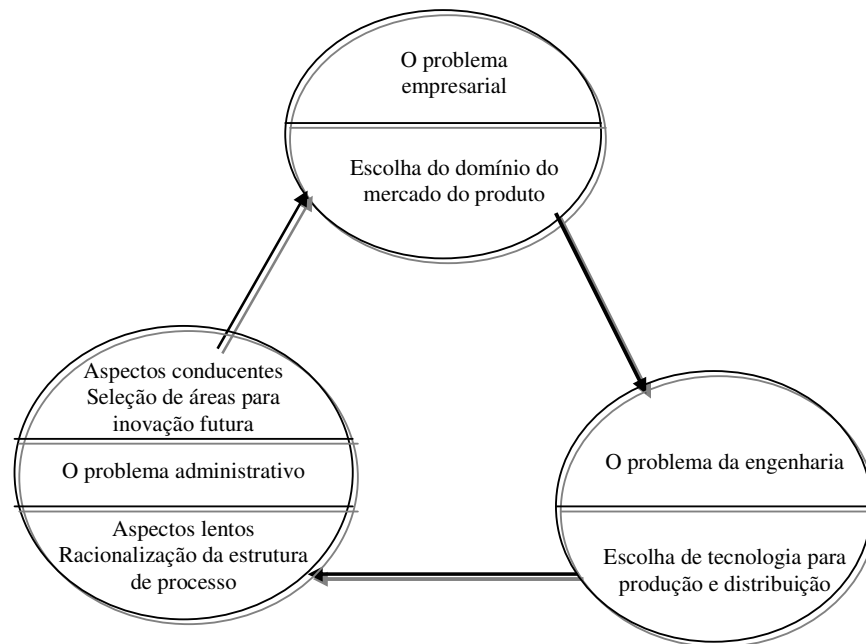 O problema
empresarial
Escolha do domínio do
mercado do produto
Aspectos conducentes
Seleção de áreas para
inovação futura
O problema administrativo
Aspectos lentos
Racionalização da estrutura
de processo
O problema da engenharia
Escolha de tecnologia para
produção e distribuição